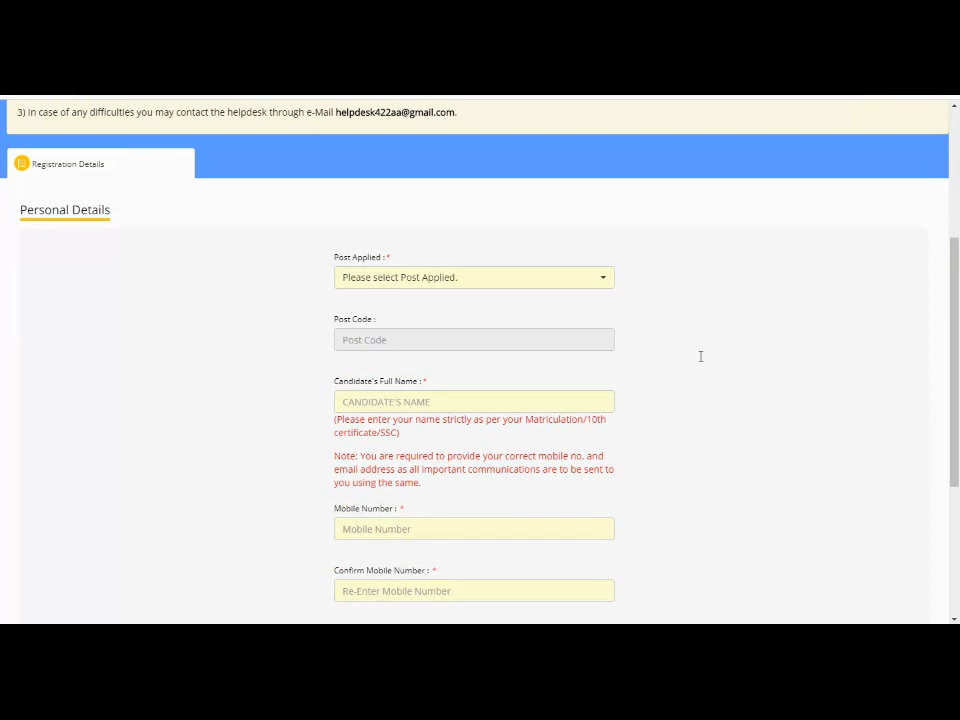 3) In case of any difficulties you may contact the helpdesk through e-Mail helpdesk422aa@gmail.com.
Registration Details
Personal Details
Post Applied :*
Please select Post Applied.
Post Code :
Post Code
Candidate's Full Name :*
CANDIDATE'S NAME
(Please enter your name strictly as per your Matriculation/10th
certificate/SSC)
Note: You are required to provide your correct mobile no. and
email address as all important communications are to be sent to
you using the same.
Mobile Number : *
Mobile Number
Confirm Mobile Number : *
Re-Enter Mobile Number